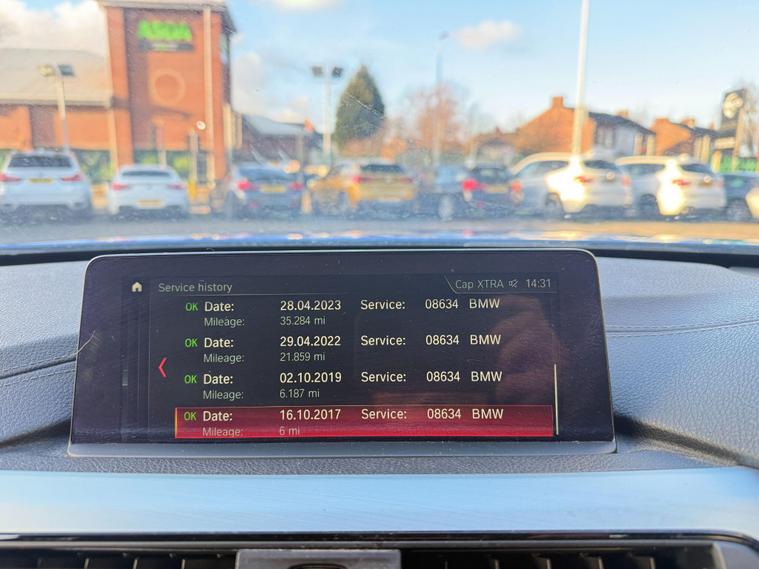 ASDA
Service history Cap XTRA 14:31
OK Date: 28.04.2023 Service: 08634 BMW
Mileage: 35.284 mi
OK Date: 29.04.2022 Service: 08634 BMW
Mileage: 21.859 mi
OK Date: 02.10.2019 Service: 08634 BMW
Mileage: 6.187 mi
OK Date: 16.10.2017 Service: 08634 BMW
Mileage: 6 mi